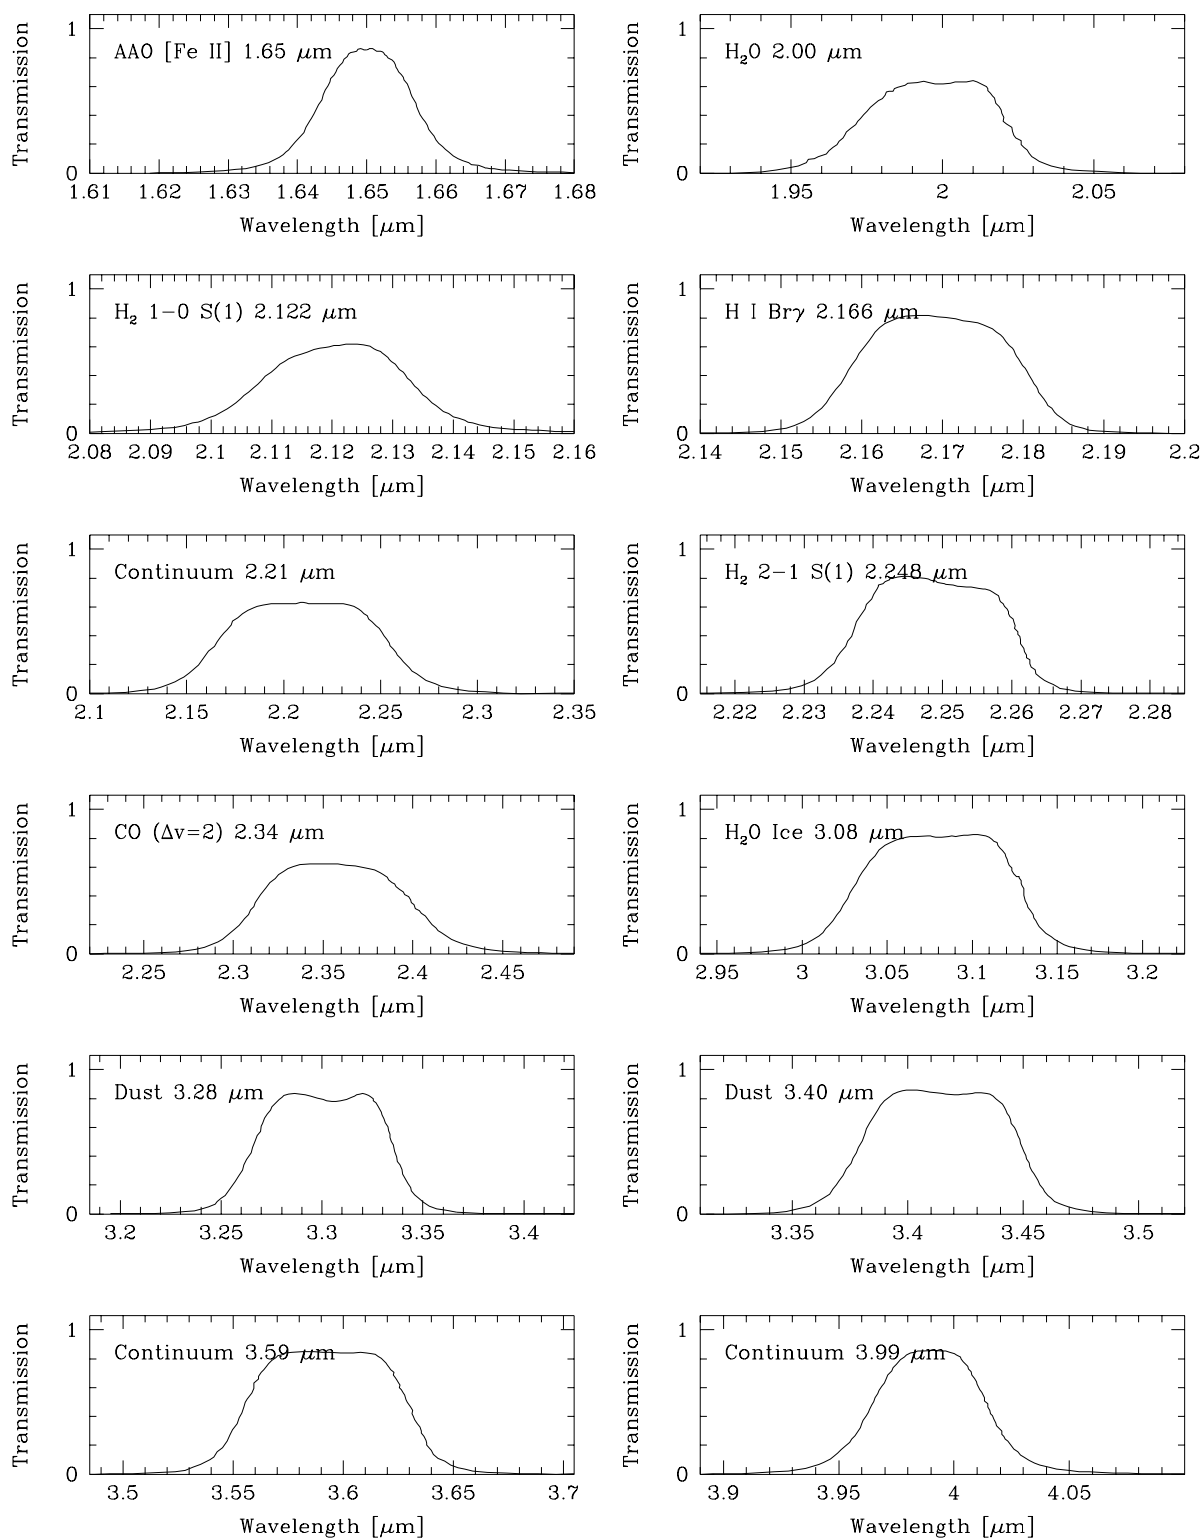 Transmission
1
0
AAO [Fe II] 1.65 μm
1.61 1.62 1.63 1.64 1.65 1.66 1.67 1.68
Wavelength [μm]
Transmission
1
0
H₂O 2.00 μm
1.95 2 2.05
Wavelength [μm]
Transmission
1
0
H₂ 1−0 S(1) 2.122 μm
2.08 2.09 2.1 2.11 2.12 2.13 2.14 2.15 2.16
Wavelength [μm]
Transmission
1
0
H I Brγ 2.166 μm
2.14 2.15 2.16 2.17 2.18 2.19 2.2
Wavelength [μm]
Transmission
1
0
Continuum 2.21 μm
2.1 2.15 2.2 2.25 2.3 2.35
Wavelength [μm]
Transmission
1
0
H₂ 2−1 S(1) 2.248 μm
2.22 2.23 2.24 2.25 2.26 2.27 2.28
Wavelength [μm]
Transmission
1
0
CO (Δv=2) 2.34 μm
2.25 2.3 2.35 2.4 2.45
Wavelength [μm]
Transmission
1
0
H₂O Ice 3.08 μm
2.95 3 3.05 3.1 3.15 3.2
Wavelength [μm]
Transmission
1
0
Dust 3.28 μm
3.2 3.25 3.3 3.35 3.4
Wavelength [μm]
Transmission
1
0
Dust 3.40 μm
3.35 3.4 3.45 3.5
Wavelength [μm]
Transmission
1
0
Continuum 3.59 μm
3.5 3.55 3.6 3.65 3.7
Wavelength [μm]
Transmission
1
0
Continuum 3.99 μm
3.9 3.95 4 4.05
Wavelength [μm]